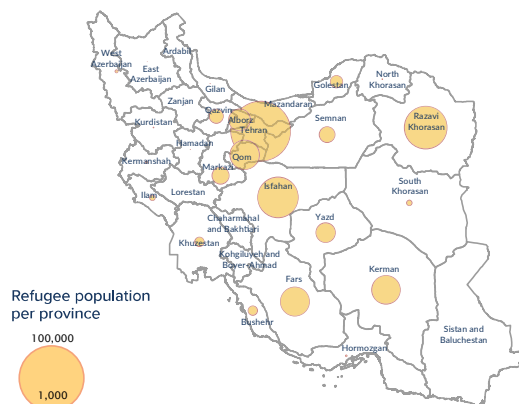 West
Azerbaijan
Ardabil
East
Azerbaijan
Gilan
Zanjan
Qazvin
Alborz
Tehran
Mazandaran
Golestan
North
Khorasan
Semnan
Razavi
Khorasan
Kurdistan
Hamadan
Qom
Kermanshah
Markazi
Ilam
Lorestan
Isfahan
South
Khorasan
Chaharmahal
and Bakhtiari
Yazd
Khuzestan
Kohgiluyeh and
Boyer-Ahmad
Fars
Kerman
Bushehr
Hormozgan
Sistan and
Baluchestan
Refugee population
per province
100,000
1,000